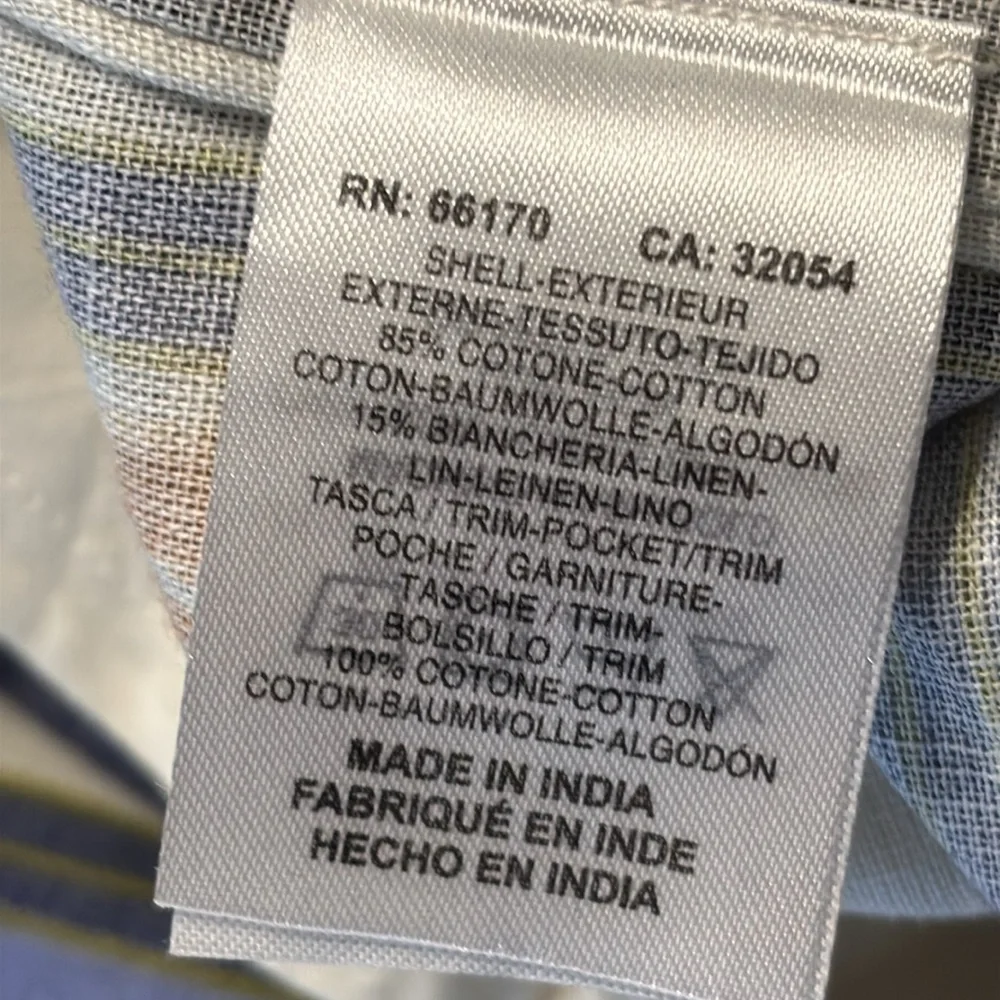 RN: 66170 CA: 32054
SHELL-EXTERIEUR
EXTERNE-TESSUTO-TEJIDO
85% COTONE-COTTON
COTON-BAUMWOLLE-ALGODÓN
15% BIANCHERIA-LINEN-
LIN-LEINEN-LINO
TASCA / TRIM-POCKET/TRIM
POCHE / GARNITURE-
TASCHE / TRIM-
BOLSILLO / TRIM
100% COTONE-COTTON
COTON-BAUMWOLLE-ALGODÓN
MADE IN INDIA
FABRIQUÉ EN INDE
HECHO EN INDIA